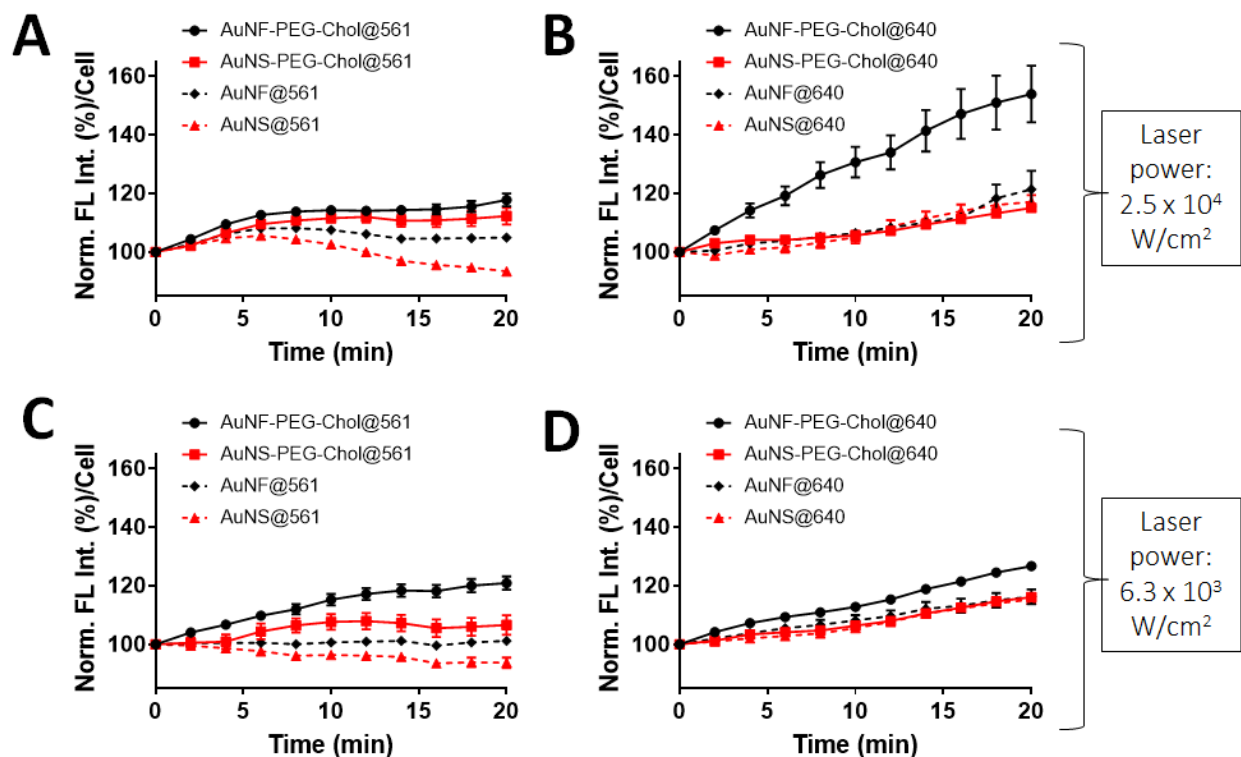 A
AuNF-PEG-Chol@561
AuNS-PEG-Chol@561
AuNF@561
AuNS@561
Norm. FL Int. (%)/Cell
160
140
120
100
0
5
10
15
20
Time (min)
B
AuNF-PEG-Chol@640
AuNS-PEG-Chol@640
AuNF@640
AuNS@640
Norm. FL Int. (%)/Cell
160
140
120
100
0
5
10
15
20
Time (min)
Laser
power:
2.5 x 10⁴
W/cm²
C
AuNF-PEG-Chol@561
AuNS-PEG-Chol@561
AuNF@561
AuNS@561
Norm. FL Int. (%)/Cell
160
140
120
100
0
5
10
15
20
Time (min)
D
AuNF-PEG-Chol@640
AuNS-PEG-Chol@640
AuNF@640
AuNS@640
Norm. FL Int. (%)/Cell
160
140
120
100
0
5
10
15
20
Time (min)
Laser
power:
6.3 x 10³
W/cm²